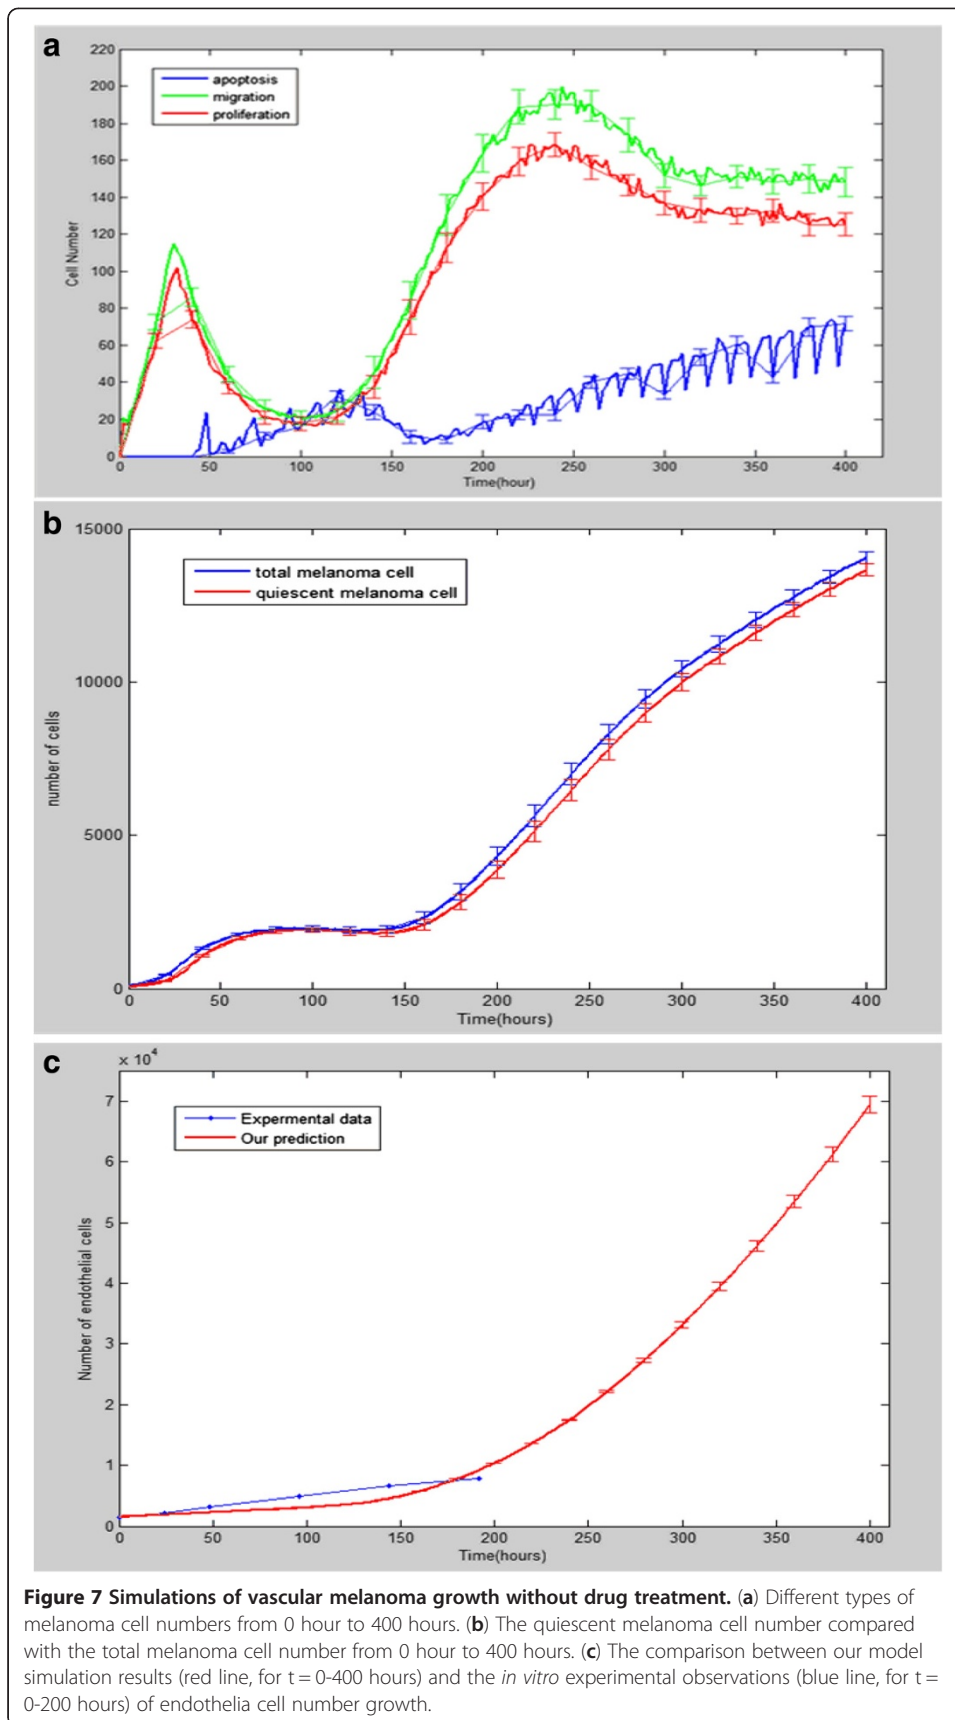 a
220
200
180
160
140
120
100
80
60
40
20
0
Cell Number
apoptosis
migration
proliferation
0 50 100 150 200 250 300 350 400
Time(hour)
b
15000
10000
5000
0
number of cells
total melanoma cell
quiescent melanoma cell
0 50 100 150 200 250 300 350 400
Time(hours)
c
× 10⁴
7
6
5
4
3
2
1
0
Number of endothelial cells
Expermental data
Our prediction
0 50 100 150 200 250 300 350 400
Time(hours)
Figure 7 Simulations of vascular melanoma growth without drug treatment. (a) Different types of
melanoma cell numbers from 0 hour to 400 hours. (b) The quiescent melanoma cell number compared
with the total melanoma cell number from 0 hour to 400 hours. (c) The comparison between our model
simulation results (red line, for t = 0-400 hours) and the in vitro experimental observations (blue line, for t =
0-200 hours) of endothelia cell number growth.